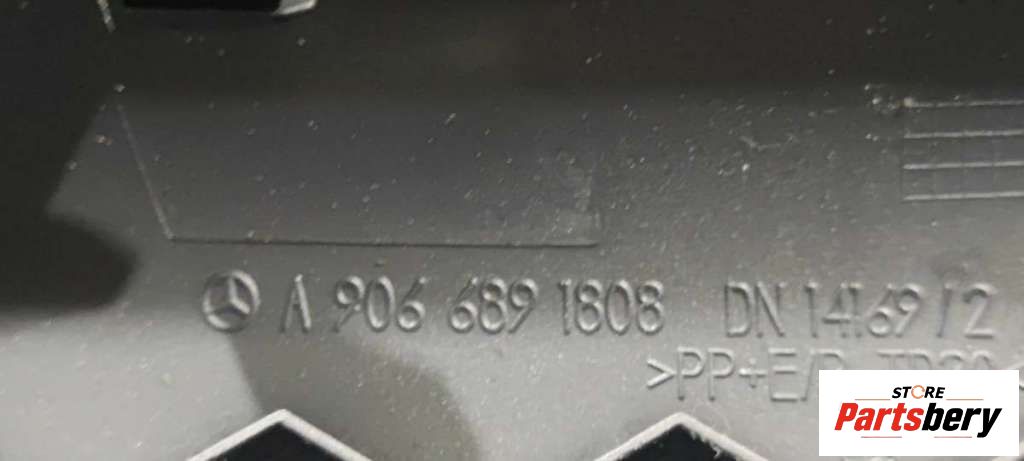 A 906 689 1808 DN 14169/2
>PP+E/P
STORE
Partsbery